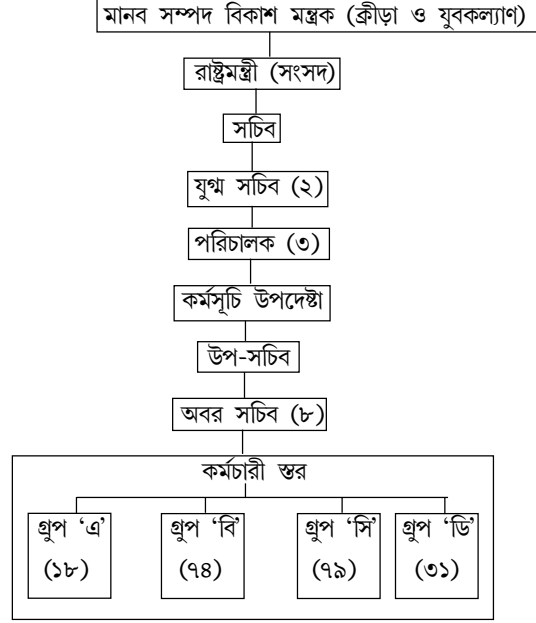 মানব সম্পদ বিকাশ মন্ত্রক (ক্রীড়া ও যুবকল্যাণ)
রাষ্ট্রমন্ত্রী (সংসদ)
সচিব
যুগ্ম সচিব (২)
পরিচালক (৩)
কর্মসূচি উপদেষ্টা
উপ-সচিব
অবর সচিব (৮)
কর্মচারী স্তর
গ্রুপ ‘এ’ গ্রুপ ‘বি’ গ্রুপ ‘সি’ গ্রুপ ‘ডি’
(১৮) (৭৪) (৭৯) (৩১)